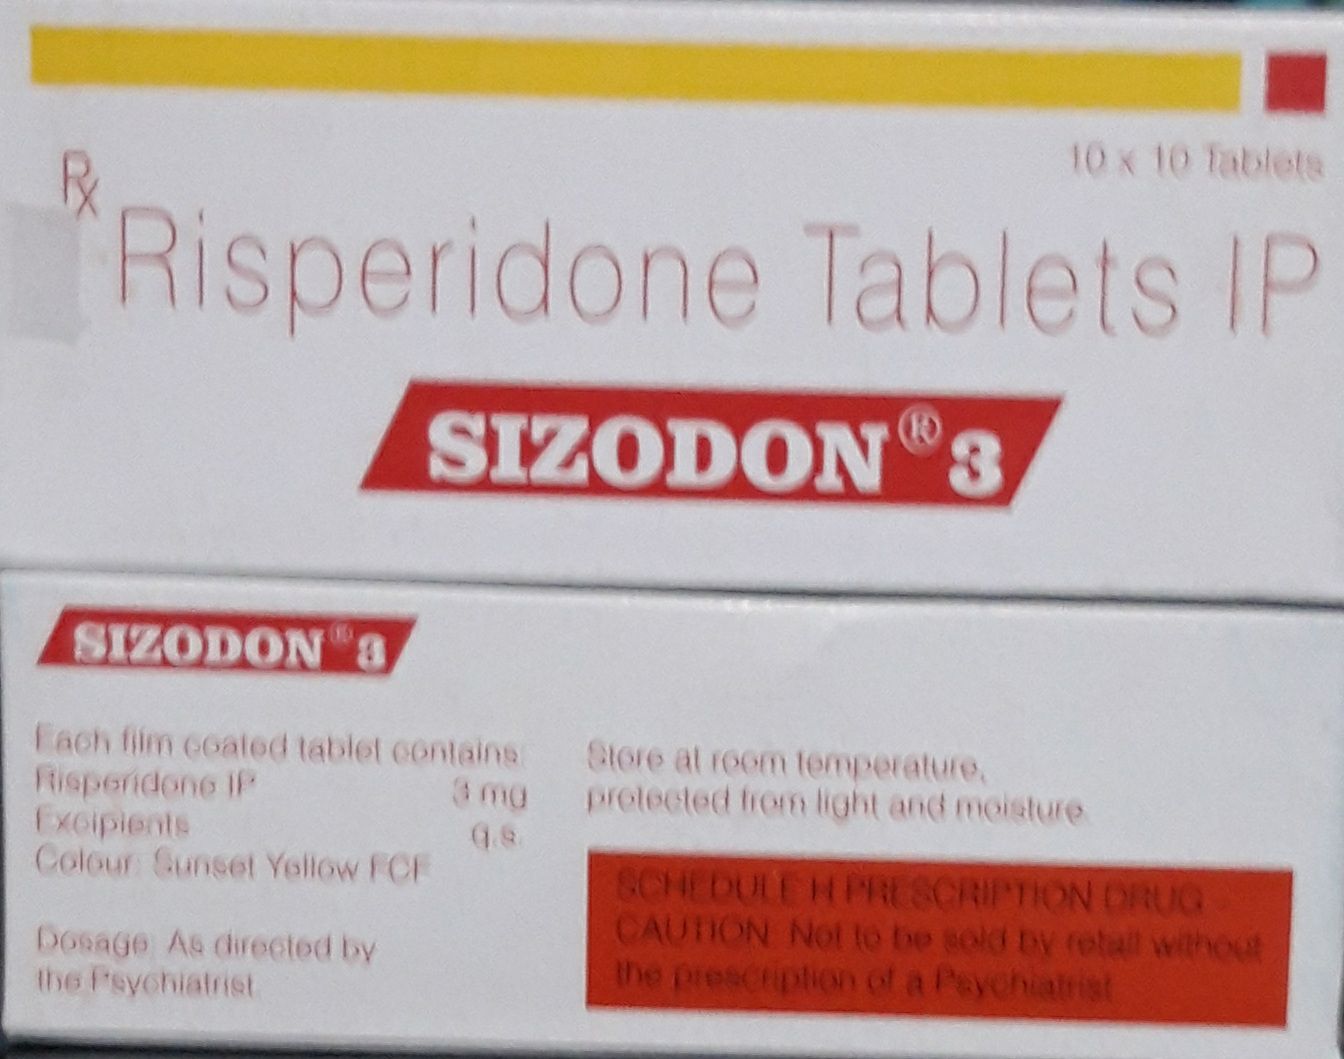 10 x 10 Tablets
Rx
Risperidone Tablets IP
SIZODON® 3
SIZODON® 3
Each film coated tablet contains:
Risperidone IP 3 mg
Excipients q.s.
Colour: Sunset Yellow FCF
Dosage: As directed by
the Psychiatrist.
Store at room temperature,
protected from light and moisture.
SCHEDULE H PRESCRIPTION DRUG -
CAUTION: Not to be sold by retail without
the prescription of a Psychiatrist.